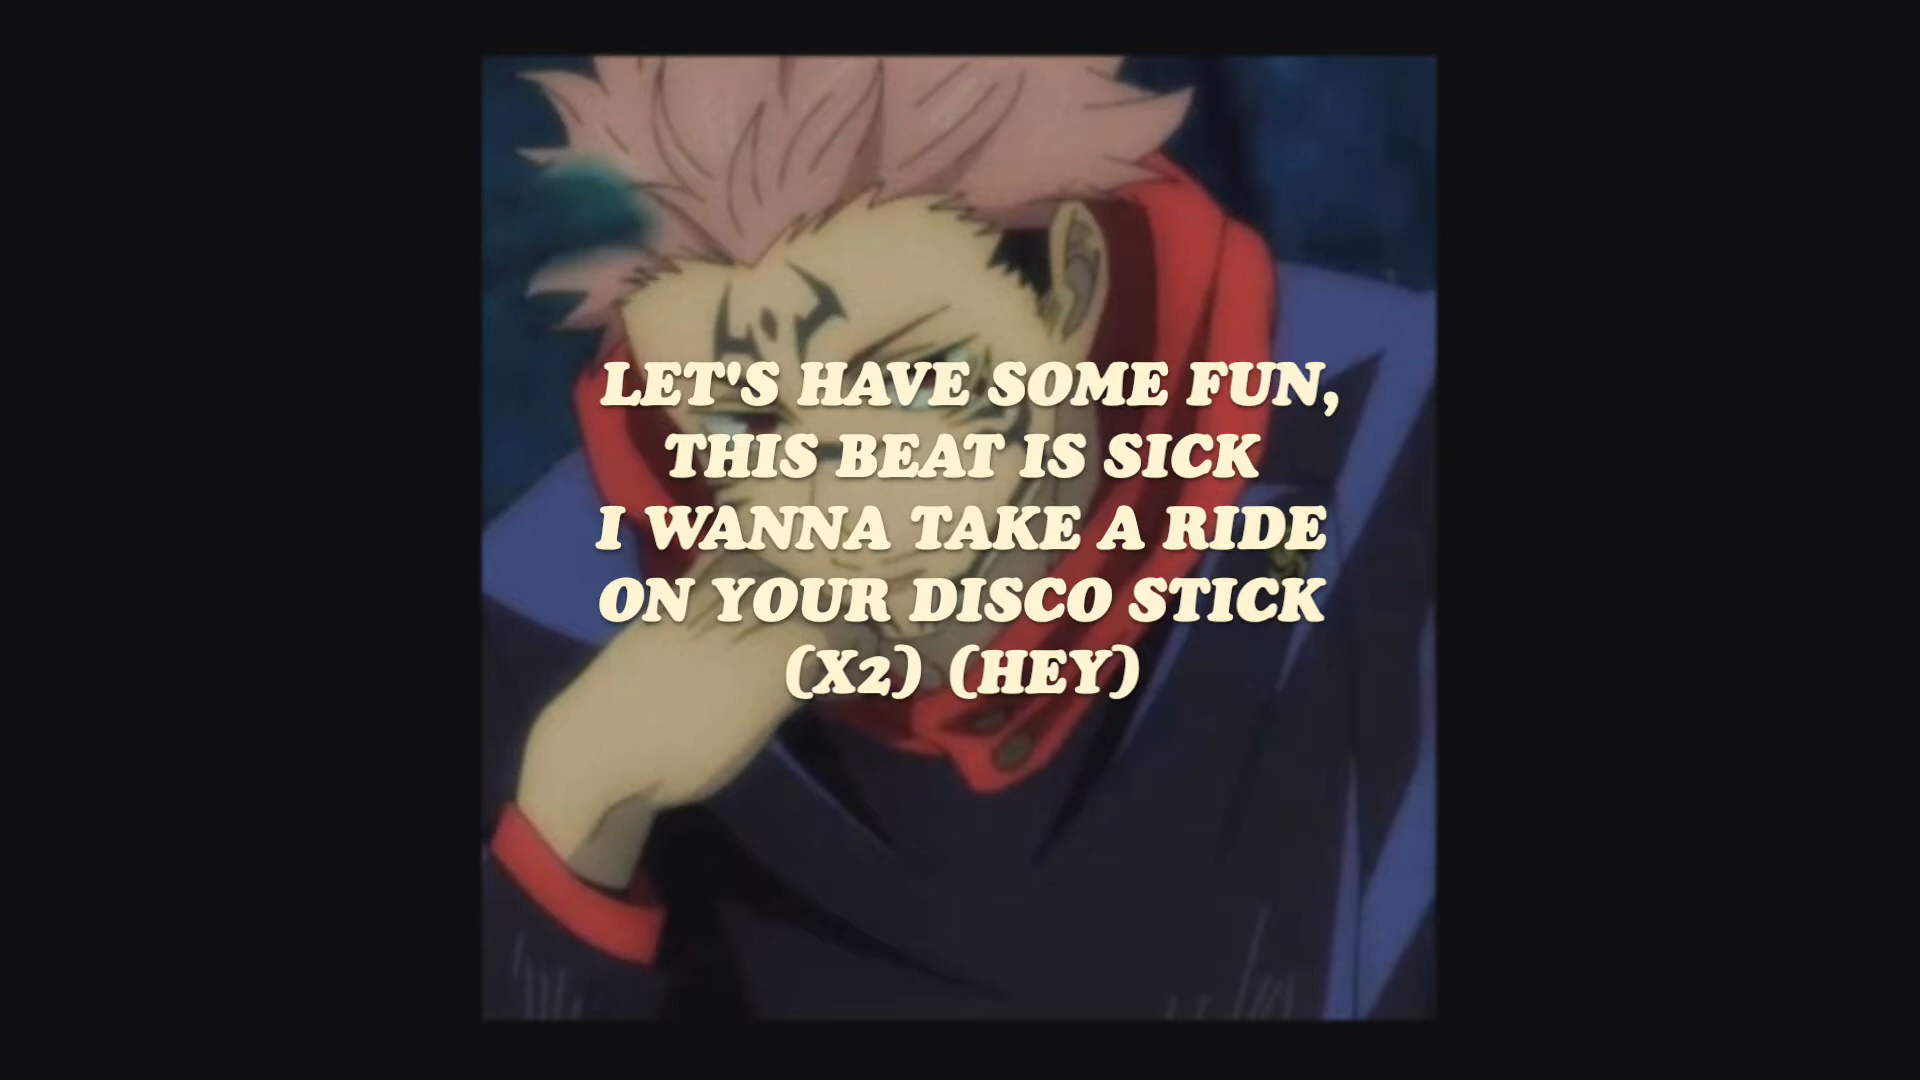 LET'S HAVE SOME FUN,
THIS BEAT IS SICK
I WANNA TAKE A RIDE
ON YOUR DISCO STICK
(X2) (HEY)